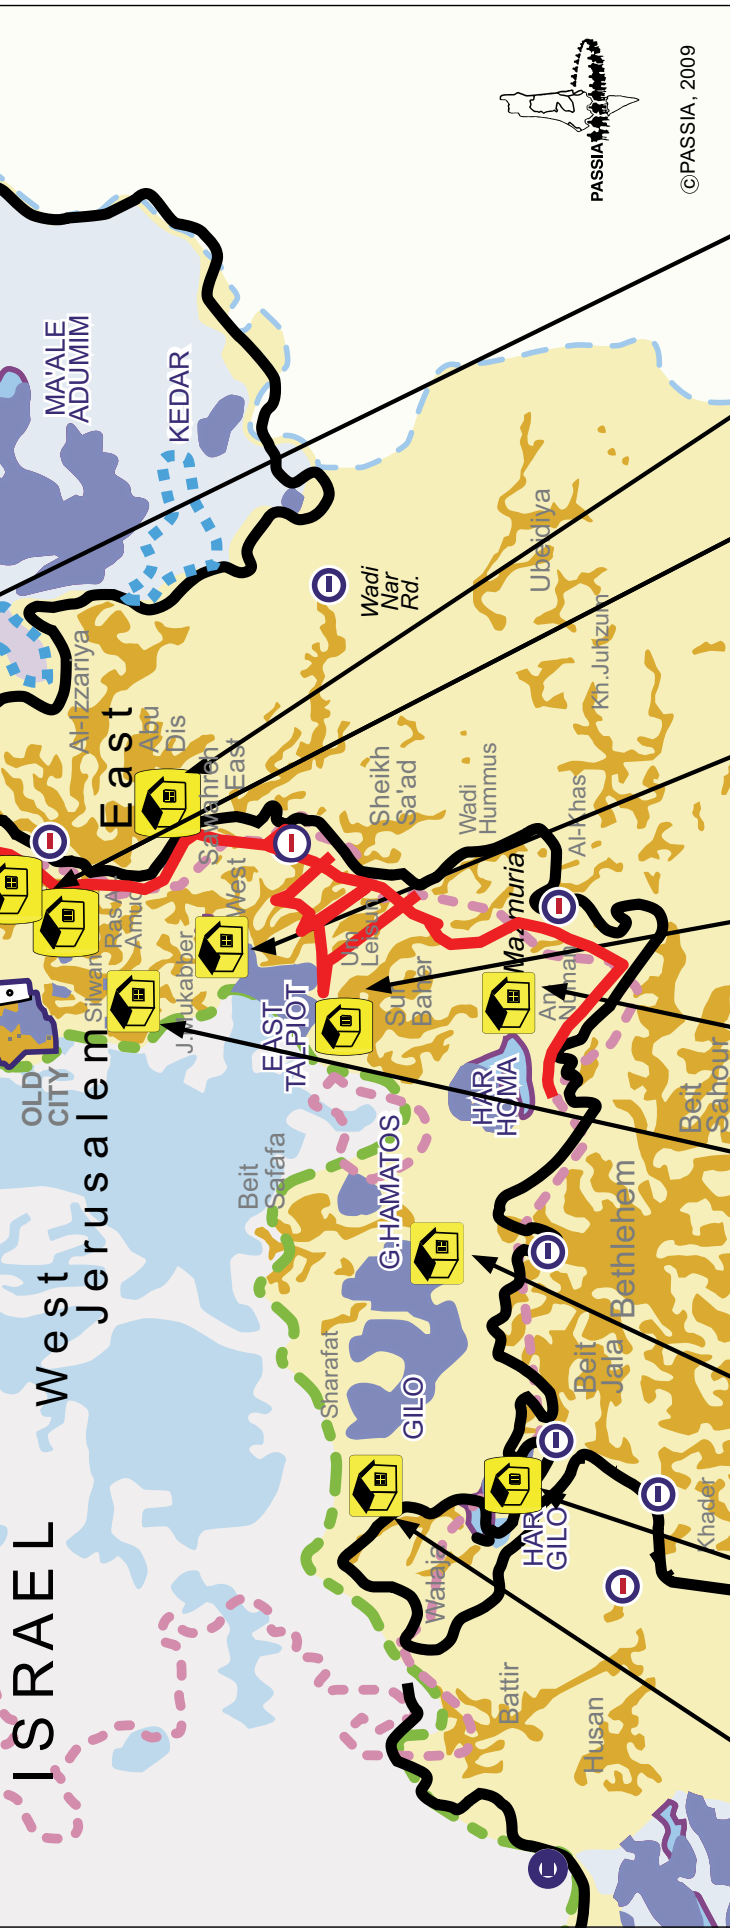 ISRAEL
West
Jerusalem
East
OLD
CITY
MA'ALE
ADUMIM
KEDAR
Al-Izzariya
Abu
Dis
Sawahreh
East
West
Silwan
Ras Al-
Amud
J.Mukabber
EAST
TALPIOT
Wadi
Nar
Rd.
Sheikh
Sa'ad
Wadi
Hummus
Um
Leisun
Sur
Baher
Mazmuria
An
Numan
Al-Khas
Kh.Juhzum
Ubeidiya
HAR
HOMA
Beit
Sahour
Beit
Safafa
G.HAMATOS
Bethlehem
Beit
Jala
Sharafat
GILO
HAR
GILO
Walaja
Khader
Battir
Husan
PASSIA
©PASSIA, 2009